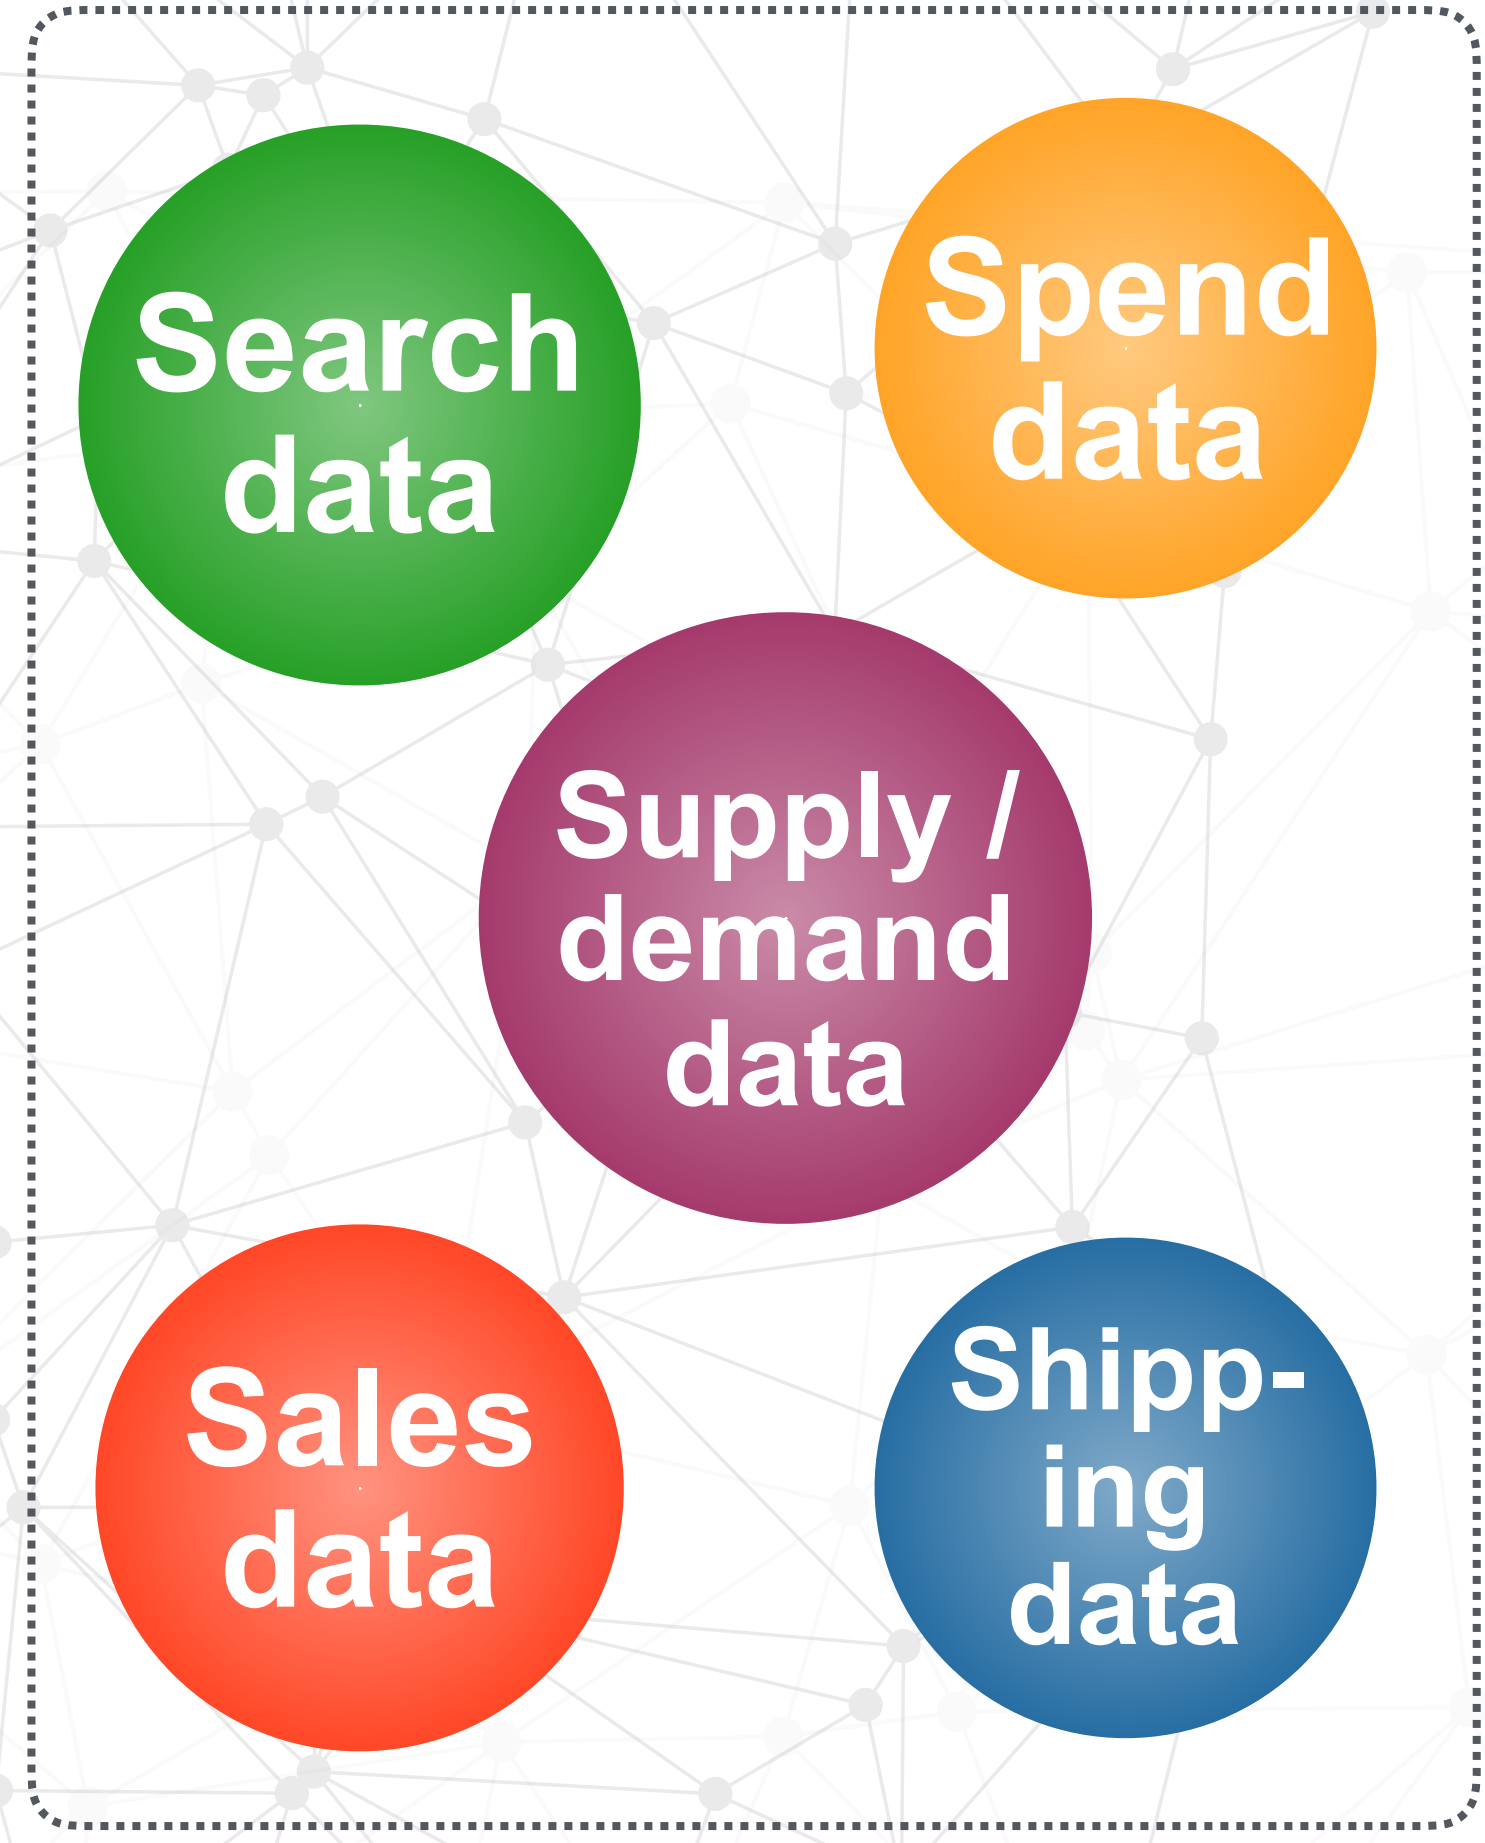 Search
data
Spend
data
Supply /
demand
data
Sales
data
Shipp-
ing
data